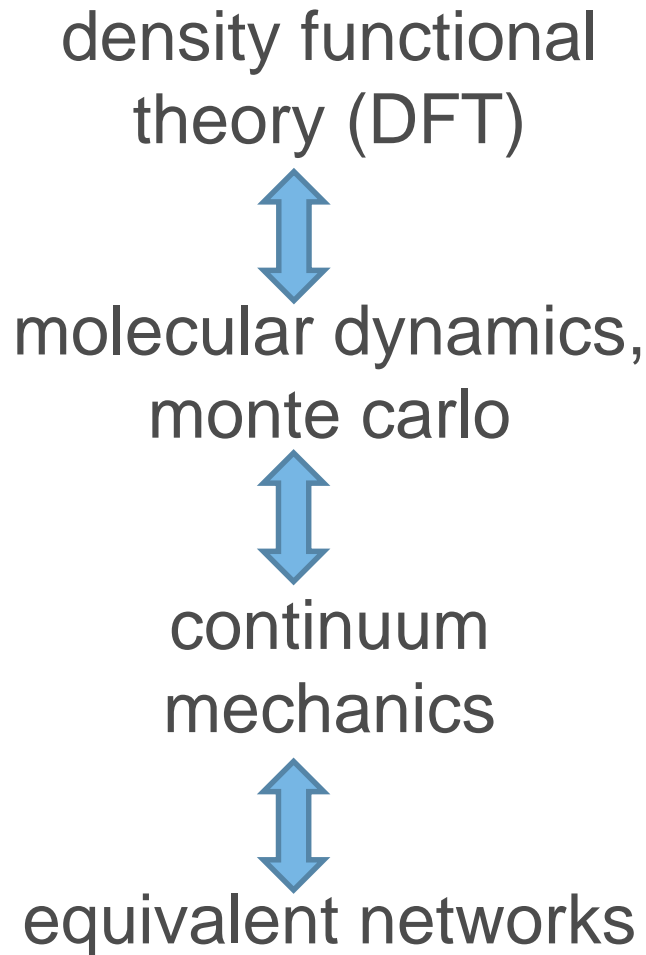 density functional
theory (DFT)
molecular dynamics,
monte carlo
continuum
mechanics
equivalent networks